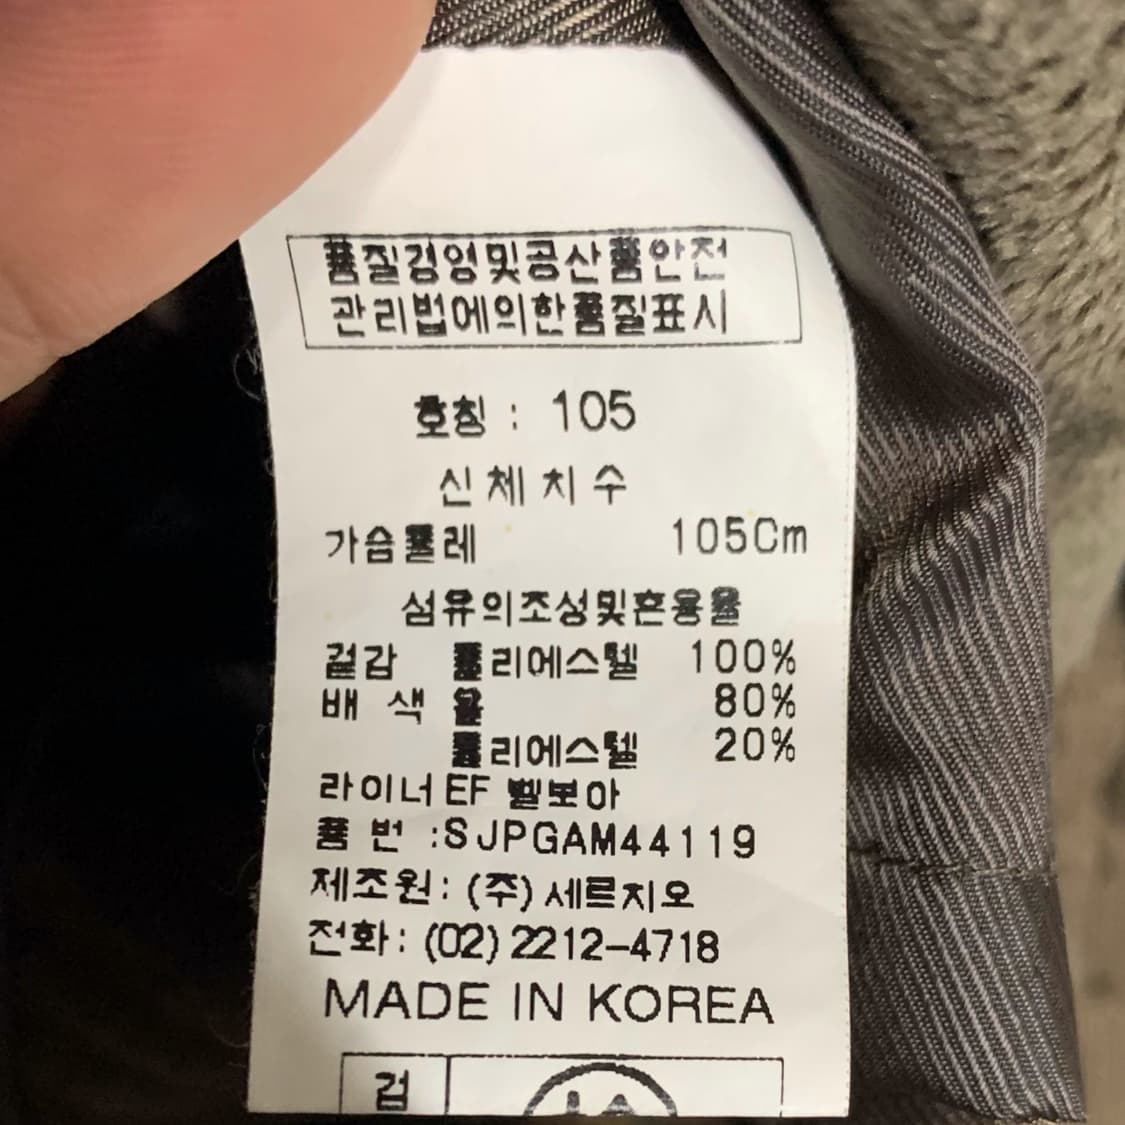 품질경영및공산품안전
관리법에의한품질표시
호칭 : 105
신체치수
가슴둘레 105Cm
섬유의조성및혼용율
겉감 폴리에스텔 100%
배색 울 80%
폴리에스텔 20%
라이너 EF 벨보아
품번 :SJPGAM44119
제조원: (주) 세르지오
전화: (02) 2212-4718
MADE IN KOREA
검